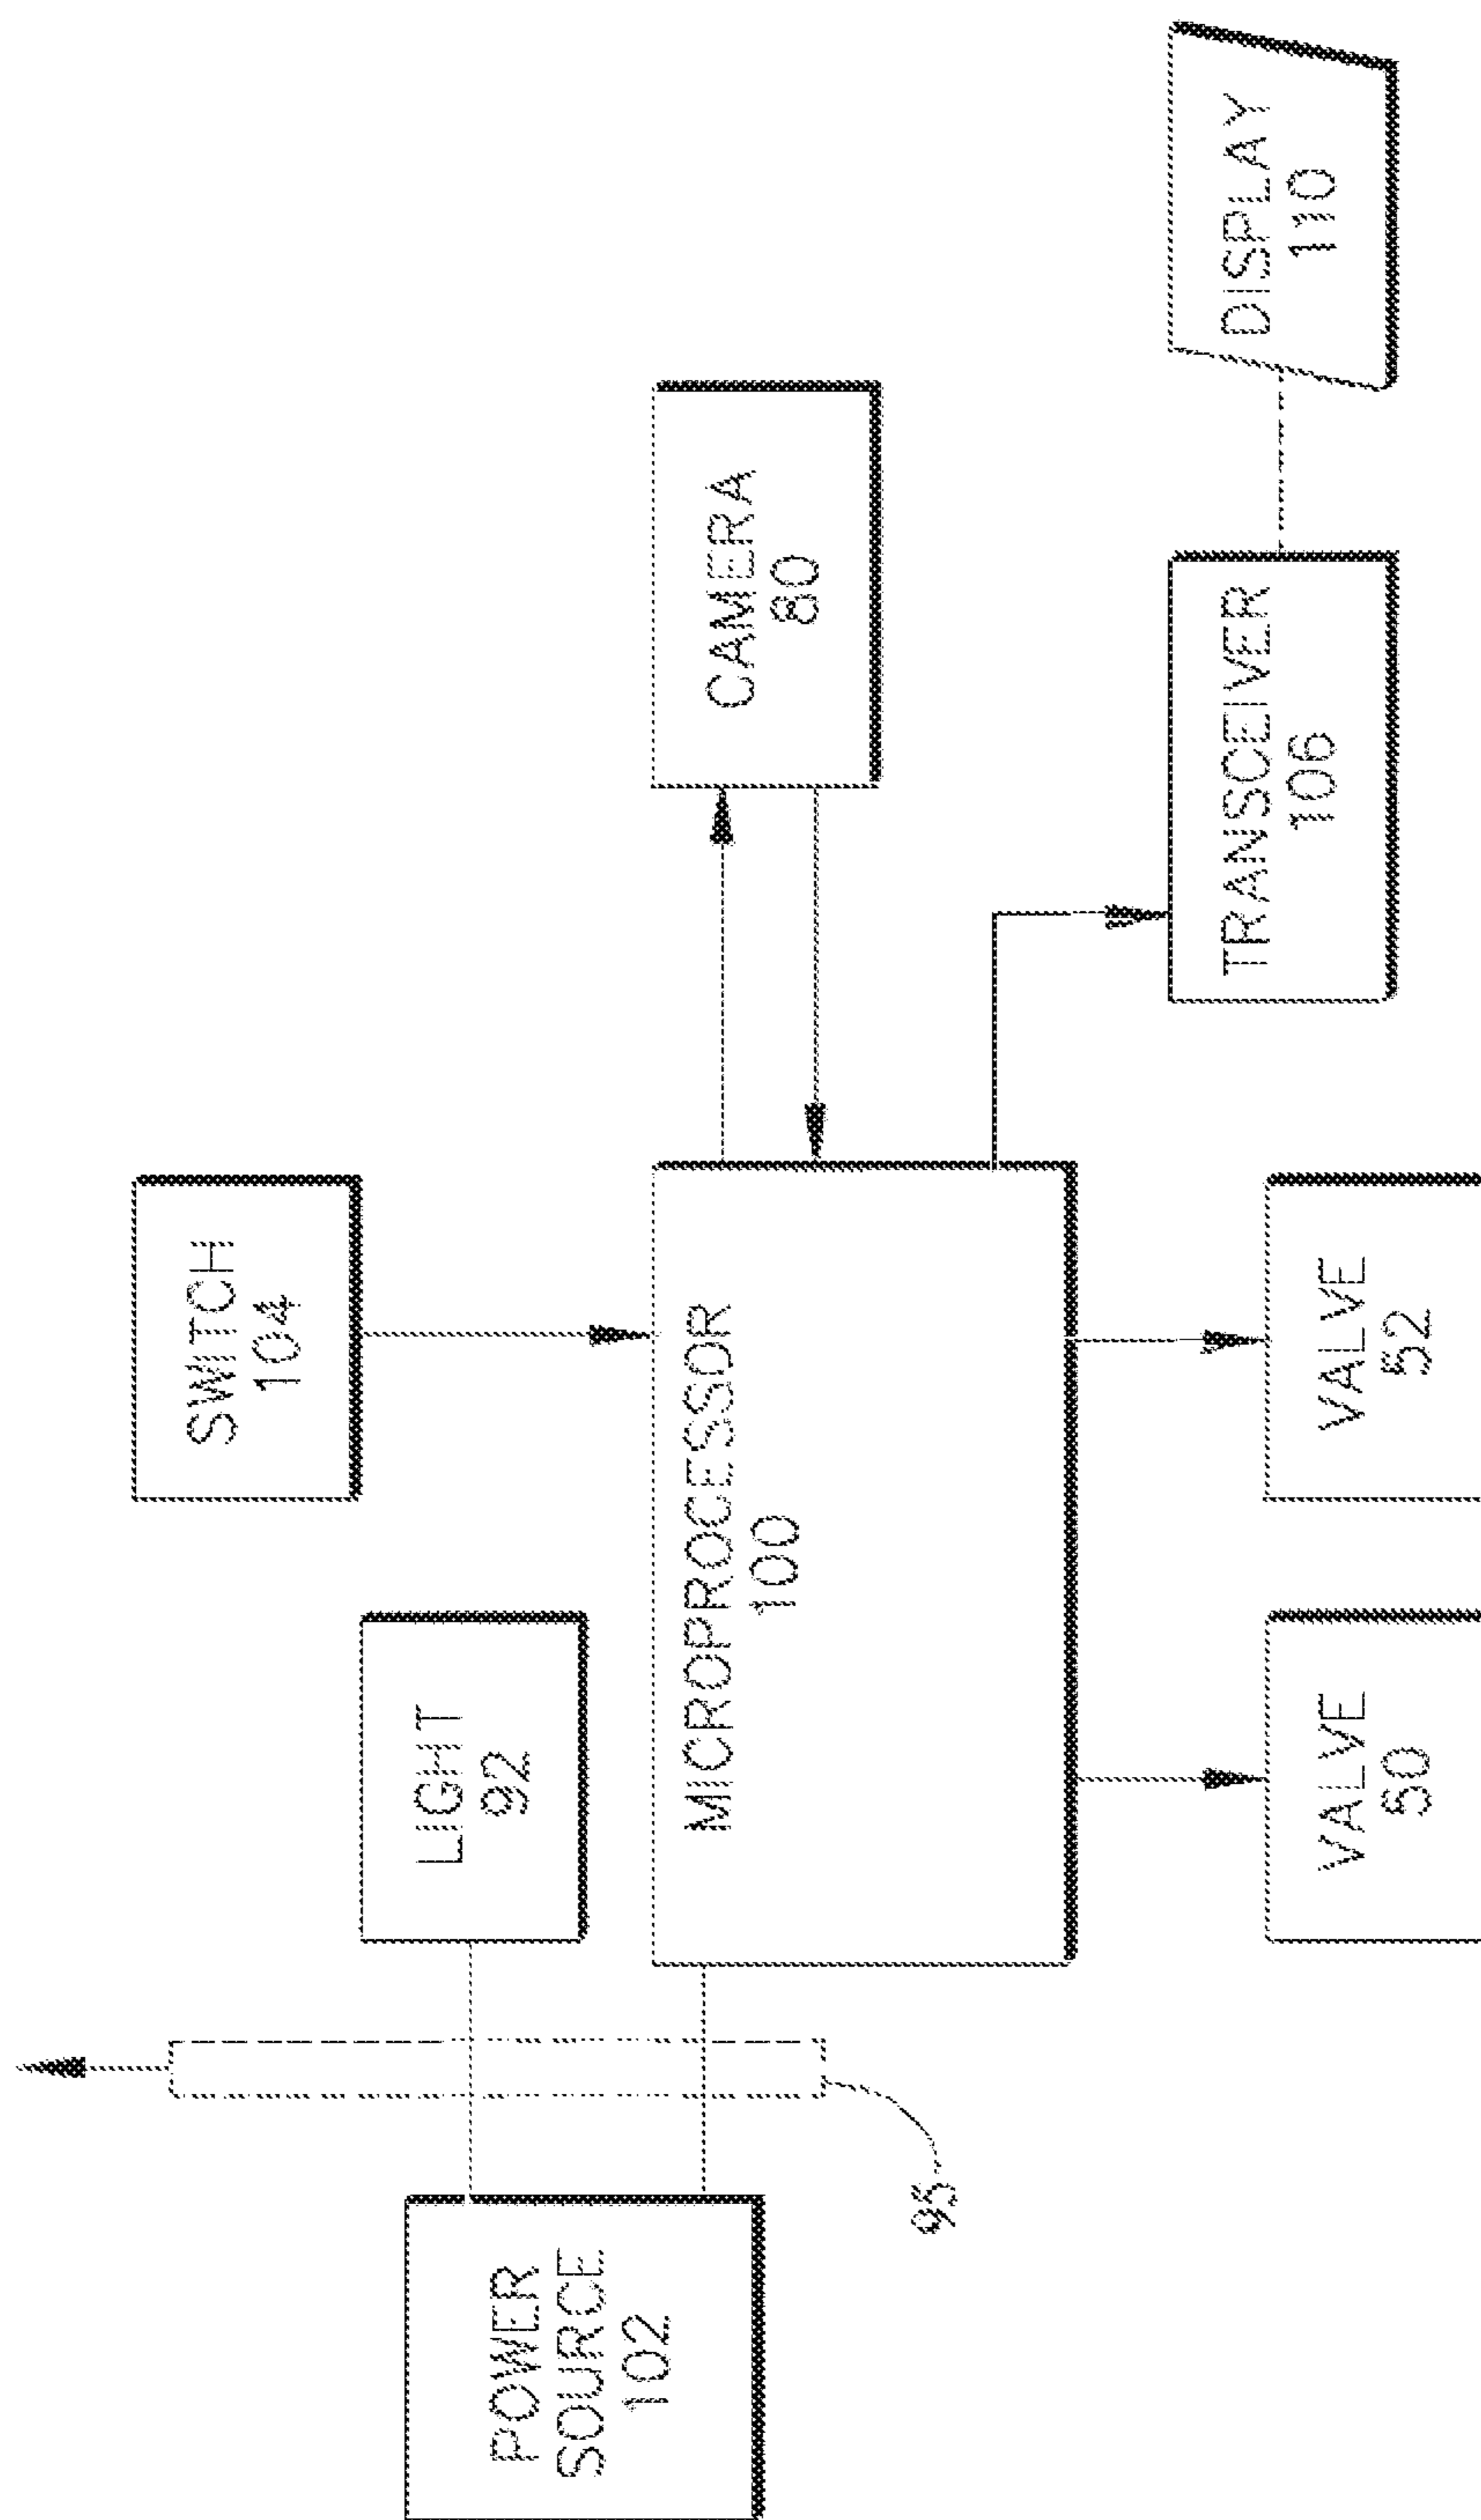 SWITCH
104
LIGHT
92
POWER
SOURCE
102
95
MICROPROCESSOR
100
CAMERA
80
VALVE
50
VALVE
52
TRANSCEIVER
106
DISPLAY
110